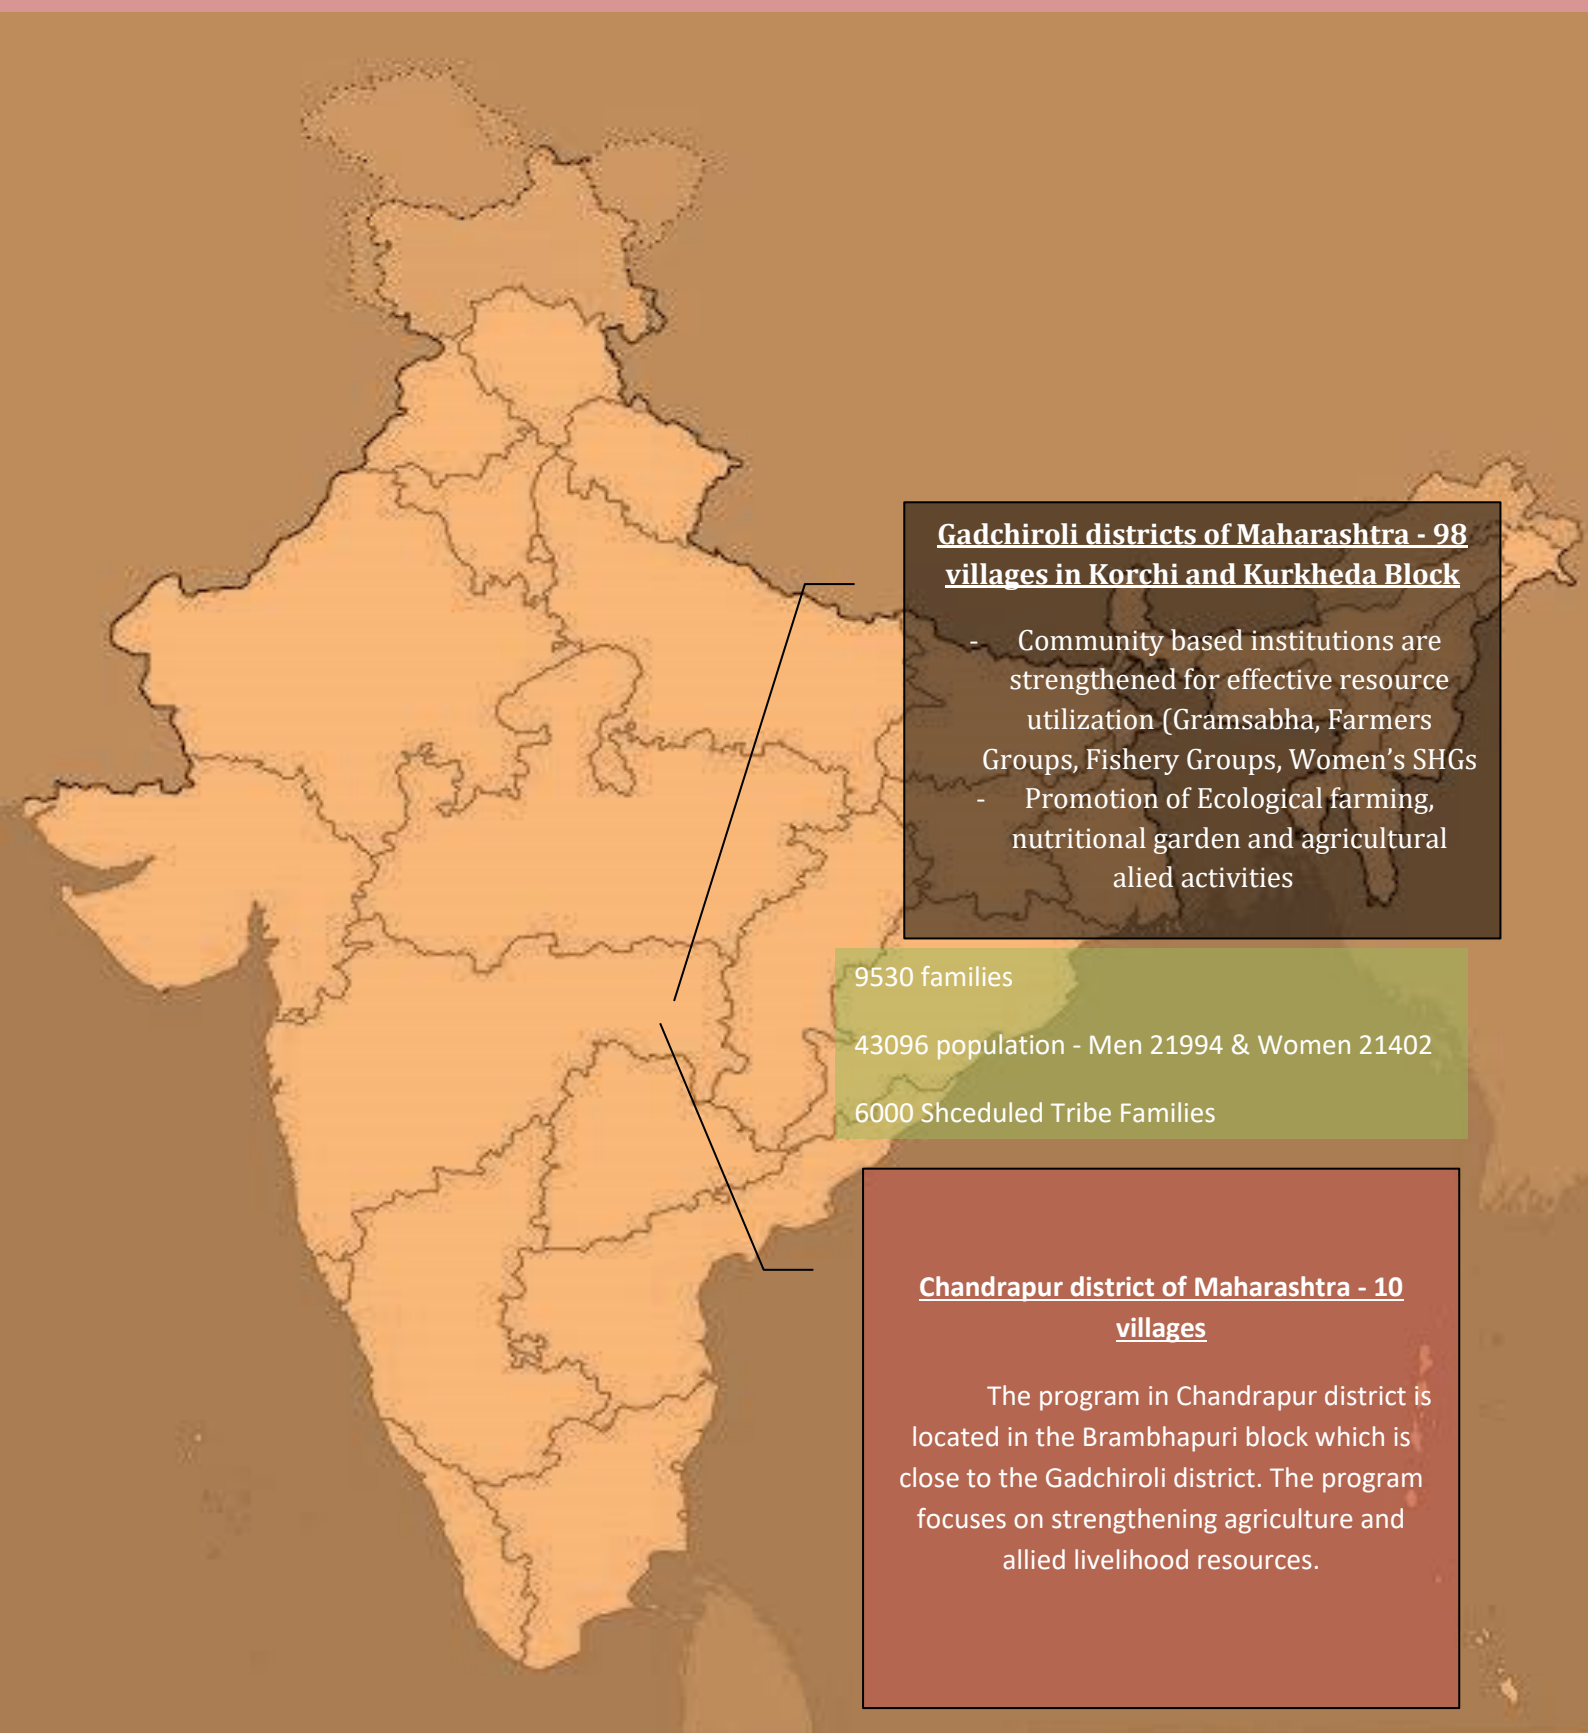 Gadchiroli districts of Maharashtra - 98
villages in Korchi and Kurkheda Block
- Community based institutions are
strengthened for effective resource
utilization (Gramsabha, Farmers
Groups, Fishery Groups, Women’s SHGs
- Promotion of Ecological farming,
nutritional garden and agricultural
alied activities
9530 families
43096 population - Men 21994 & Women 21402
6000 Shceduled Tribe Families
Chandrapur district of Maharashtra - 10
villages
The program in Chandrapur district is
located in the Brambhapuri block which is
close to the Gadchiroli district. The program
focuses on strengthening agriculture and
allied livelihood resources.